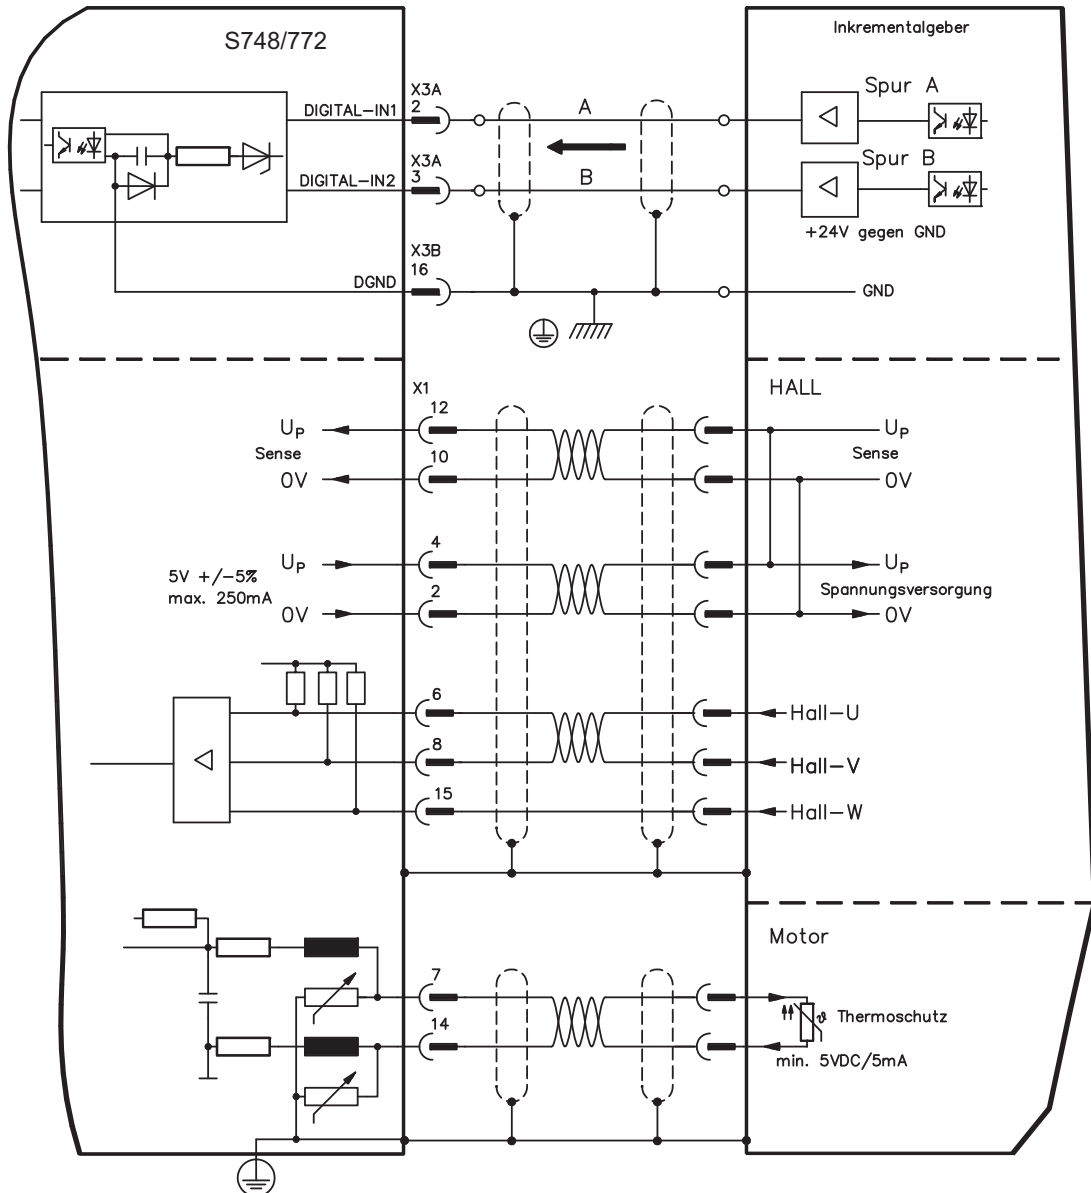 S748/772
Inkrementalgeber
X3A
2
DIGITAL-IN1
A
Spur A
X3A
3
DIGITAL-IN2
B
Spur B
+24V gegen GND
X3B
16
DGND
GND
X1
HALL
12
UP
UP
Sense
Sense
10
0V
0V
4
UP
UP
5V +/-5%
max. 250mA
Spannungsversorgung
2
0V
0V
6
Hall-U
8
Hall-V
15
Hall-W
Motor
7
14
ϑ Thermoschutz
min. 5VDC/5mA